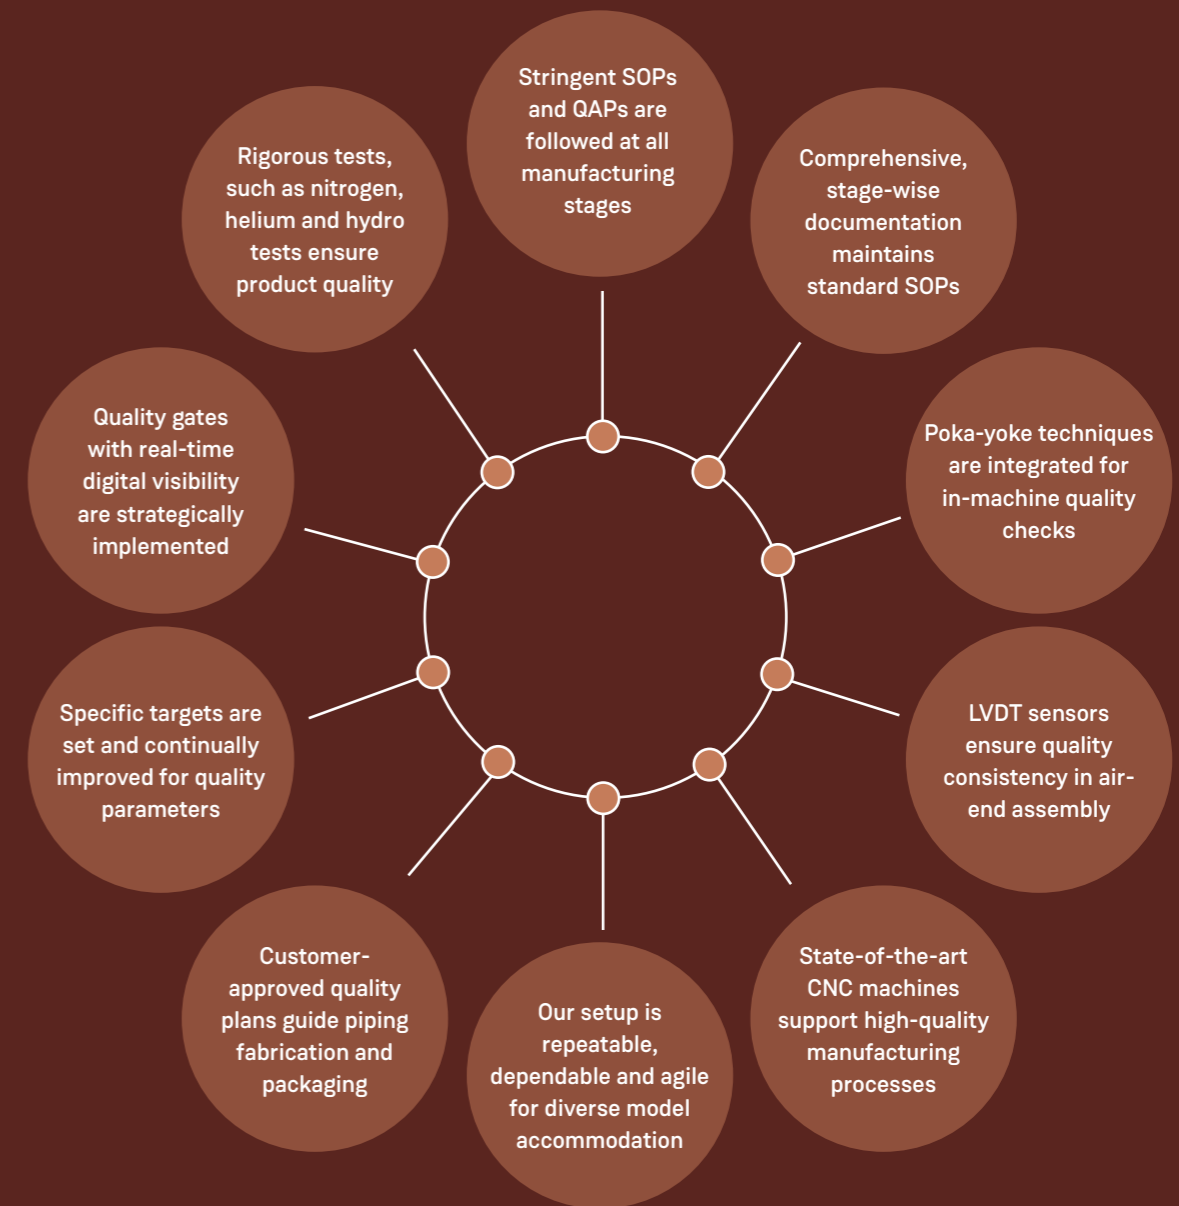 Stringent SOPs
and QAPs are
followed at all
manufacturing
stages
Comprehensive,
stage-wise
documentation
maintains
standard SOPs
Poka-yoke techniques
are integrated for
in-machine quality
checks
LVDT sensors
ensure quality
consistency in air-
end assembly
State-of-the-art
CNC machines
support high-quality
manufacturing
processes
Our setup is
repeatable,
dependable and agile
for diverse model
accommodation
Customer-
approved quality
plans guide piping
fabrication and
packaging
Specific targets are
set and continually
improved for quality
parameters
Quality gates
with real-time
digital visibility
are strategically
implemented
Rigorous tests,
such as nitrogen,
helium and hydro
tests ensure
product quality